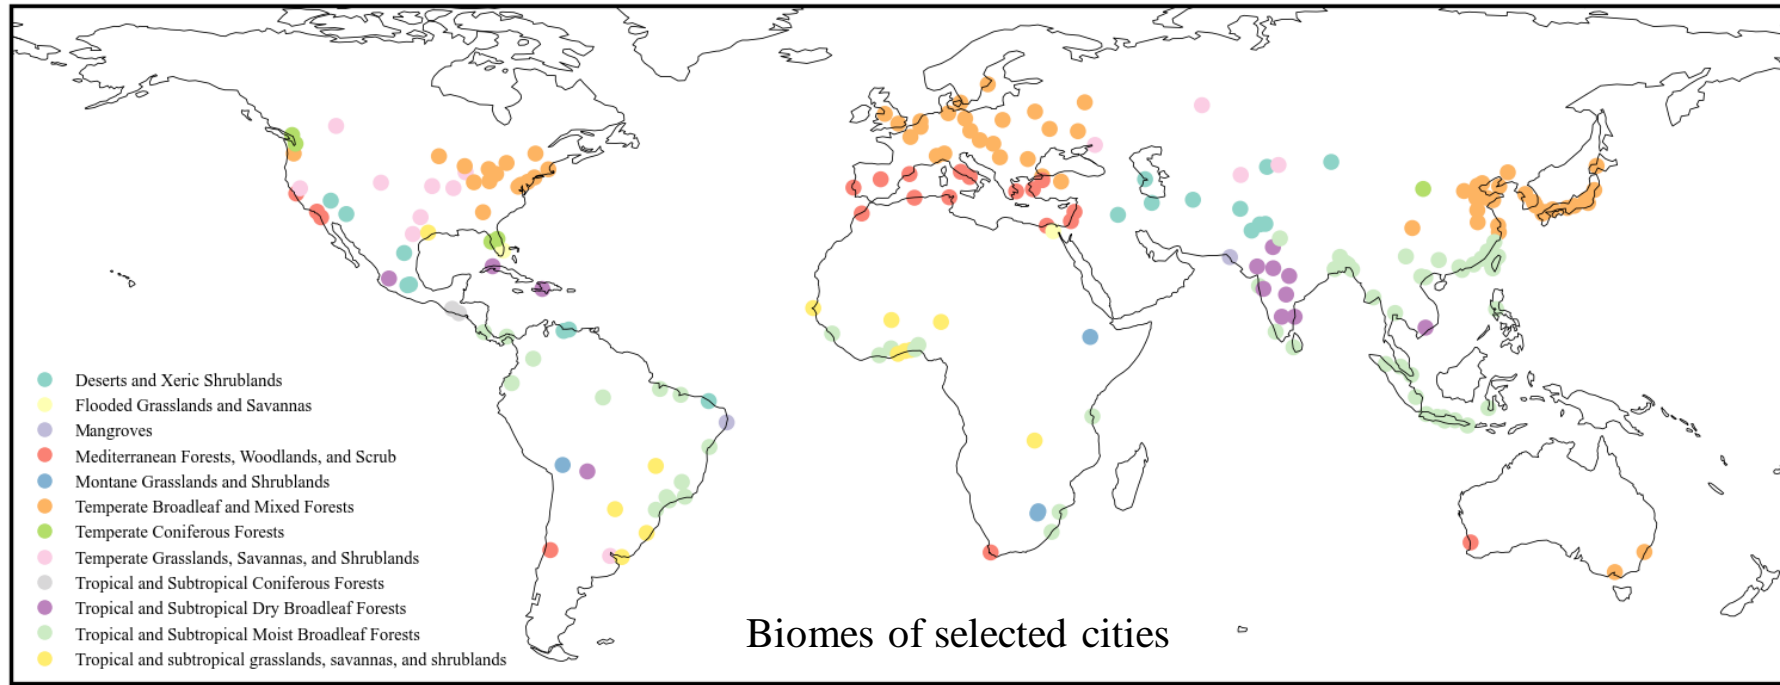 Deserts and Xeric Shrublands
Flooded Grasslands and Savannas
Mangroves
Mediterranean Forests, Woodlands, and Scrub
Montane Grasslands and Shrublands
Temperate Broadleaf and Mixed Forests
Temperate Coniferous Forests
Temperate Grasslands, Savannas, and Shrublands
Tropical and Subtropical Coniferous Forests
Tropical and Subtropical Dry Broadleaf Forests
Tropical and Subtropical Moist Broadleaf Forests
Tropical and subtropical grasslands, savannas, and shrublands
Biomes of selected cities